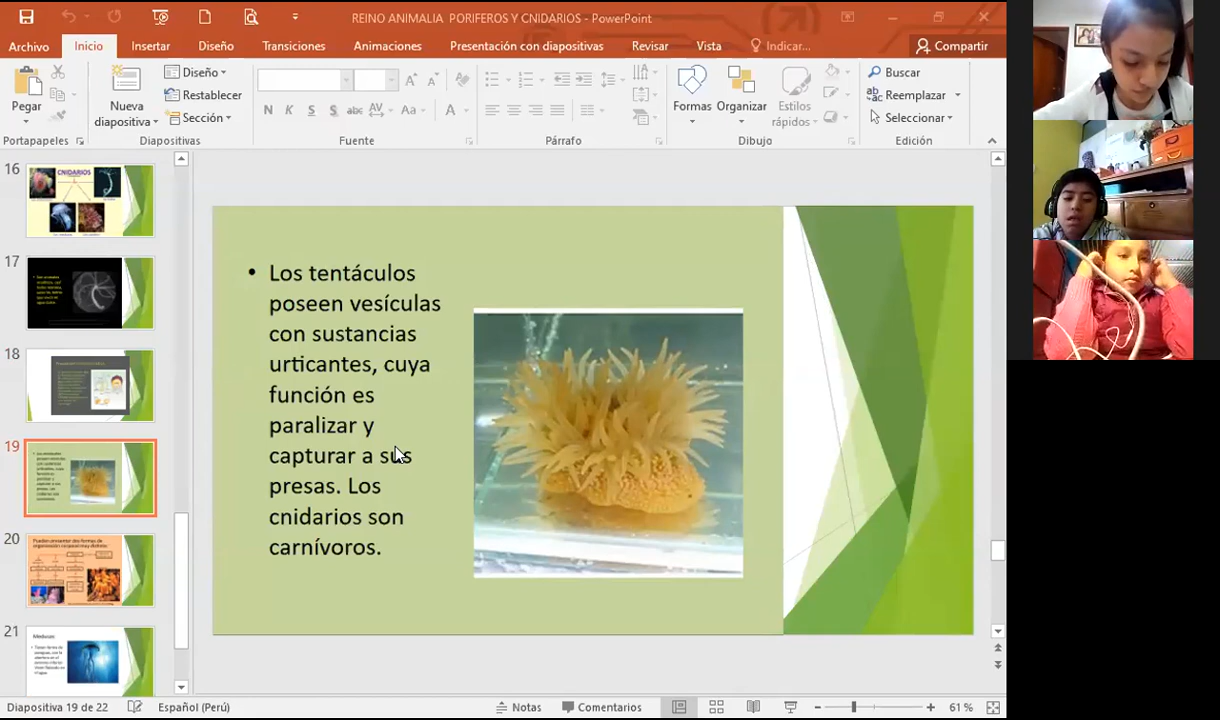 REINO ANIMALIA  PORIFEROS Y CNIDARIOS - PowerPoint
Archivo
Inicio
Insertar
Diseño
Transiciones
Animaciones
Presentación con diapositivas
Revisar
Vista
Indicar...
Compartir
Pegar
Nueva diapositiva
Diseño
Restablecer
Sección
N K S S abc AV Aa A
Formas
Organizar
Estilos rápidos
Buscar
Reemplazar
Seleccionar
Portapapeles
Diapositivas
Fuente
Párrafo
Dibujo
Edición
16
CNIDARIOS
17
18
19
20
21
Medusas
• Los tentáculos
poseen vesículas
con sustancias
urticantes, cuya
función es
paralizar y
capturar a sus
presas. Los
cnidarios son
carnívoros.
Diapositiva 19 de 22
Español (Perú)
Notas
Comentarios
61 %